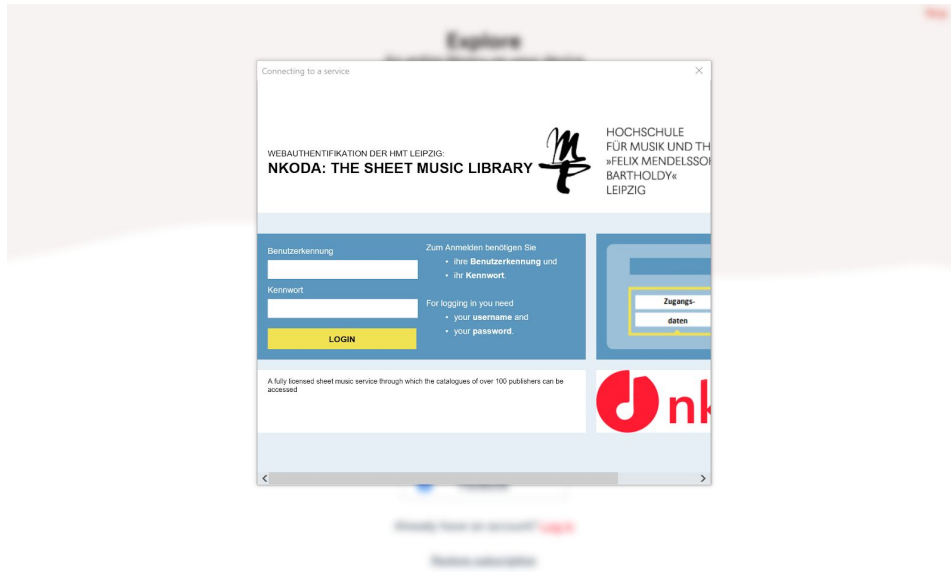 Explore
Connecting to a service
WEBAUTHENTIFIKATION DER HMT LEIPZIG:
NKODA: THE SHEET MUSIC LIBRARY
HOCHSCHULE
FÜR MUSIK UND TH
»FELIX MENDELSSOH
BARTHOLDY«
LEIPZIG
Benutzerkennung
Kennwort
LOGIN
Zum Anmelden benötigen Sie
• ihre Benutzerkennung und
• ihr Kennwort.
For logging in you need
• your username and
• your password.
Zugangs-
daten
A fully licensed sheet music service through which the catalogues of over 100 publishers can be
accessed
nk
Already have an account? Log in
Restore subscription